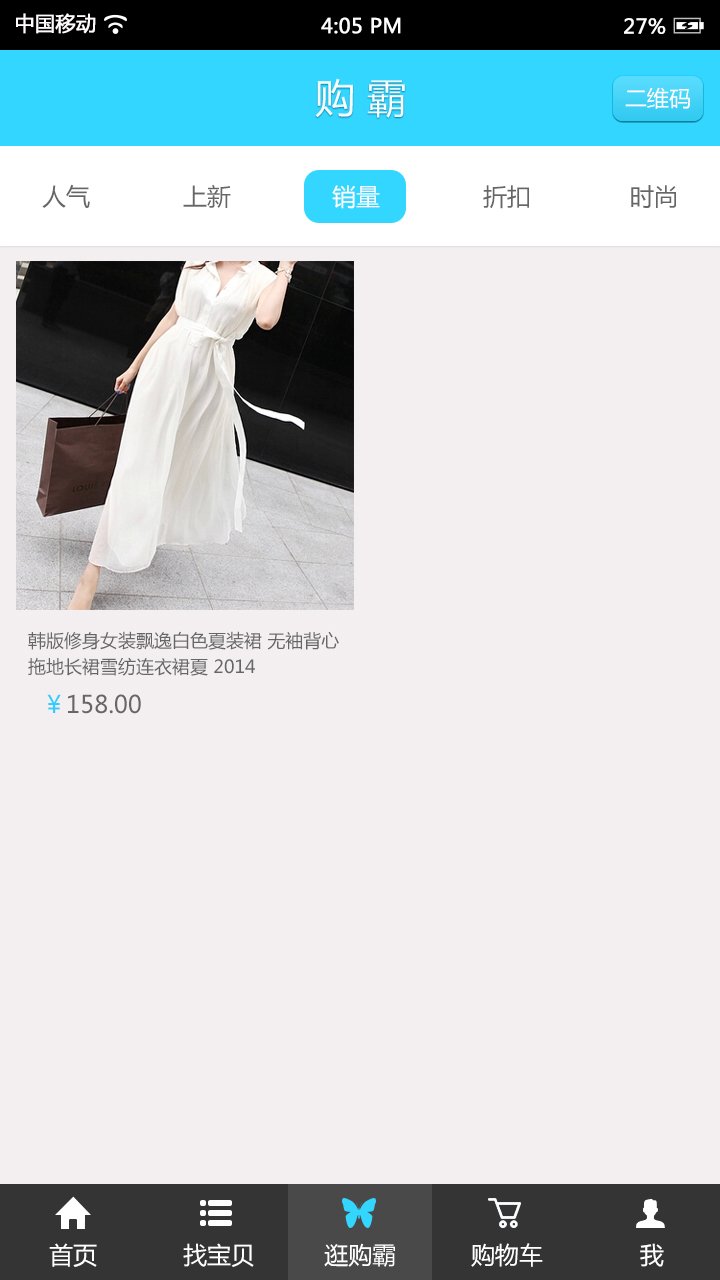 中国移动 4:05 PM 27%
购 霸 二维码
人气 上新 销量 折扣 时尚
韩版修身女装飘逸白色夏装裙 无袖背心
拖地长裙雪纺连衣裙夏 2014
¥ 158.00
首页 找宝贝 逛购霸 购物车 我